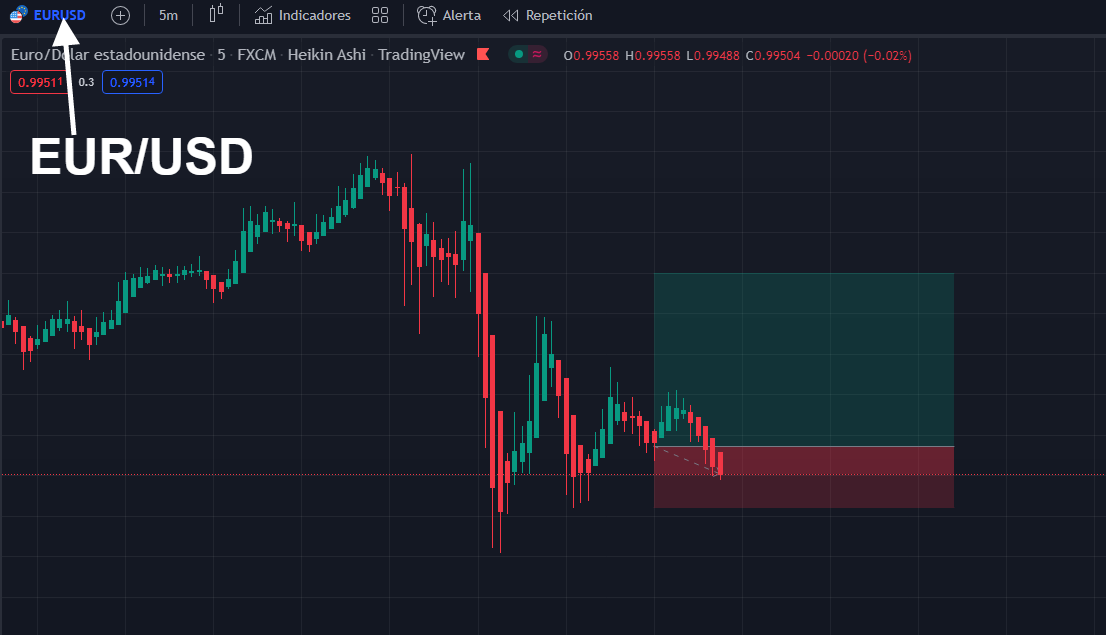 EURUSD 5m Indicadores Alerta Repetición
Euro/Dólar estadounidense · 5 · FXCM · Heikin Ashi · TradingView O0.99558 H0.99558 L0.99488 C0.99504 −0.00020 (−0.02%)
0.99511 0.3 0.99514
EUR/USD